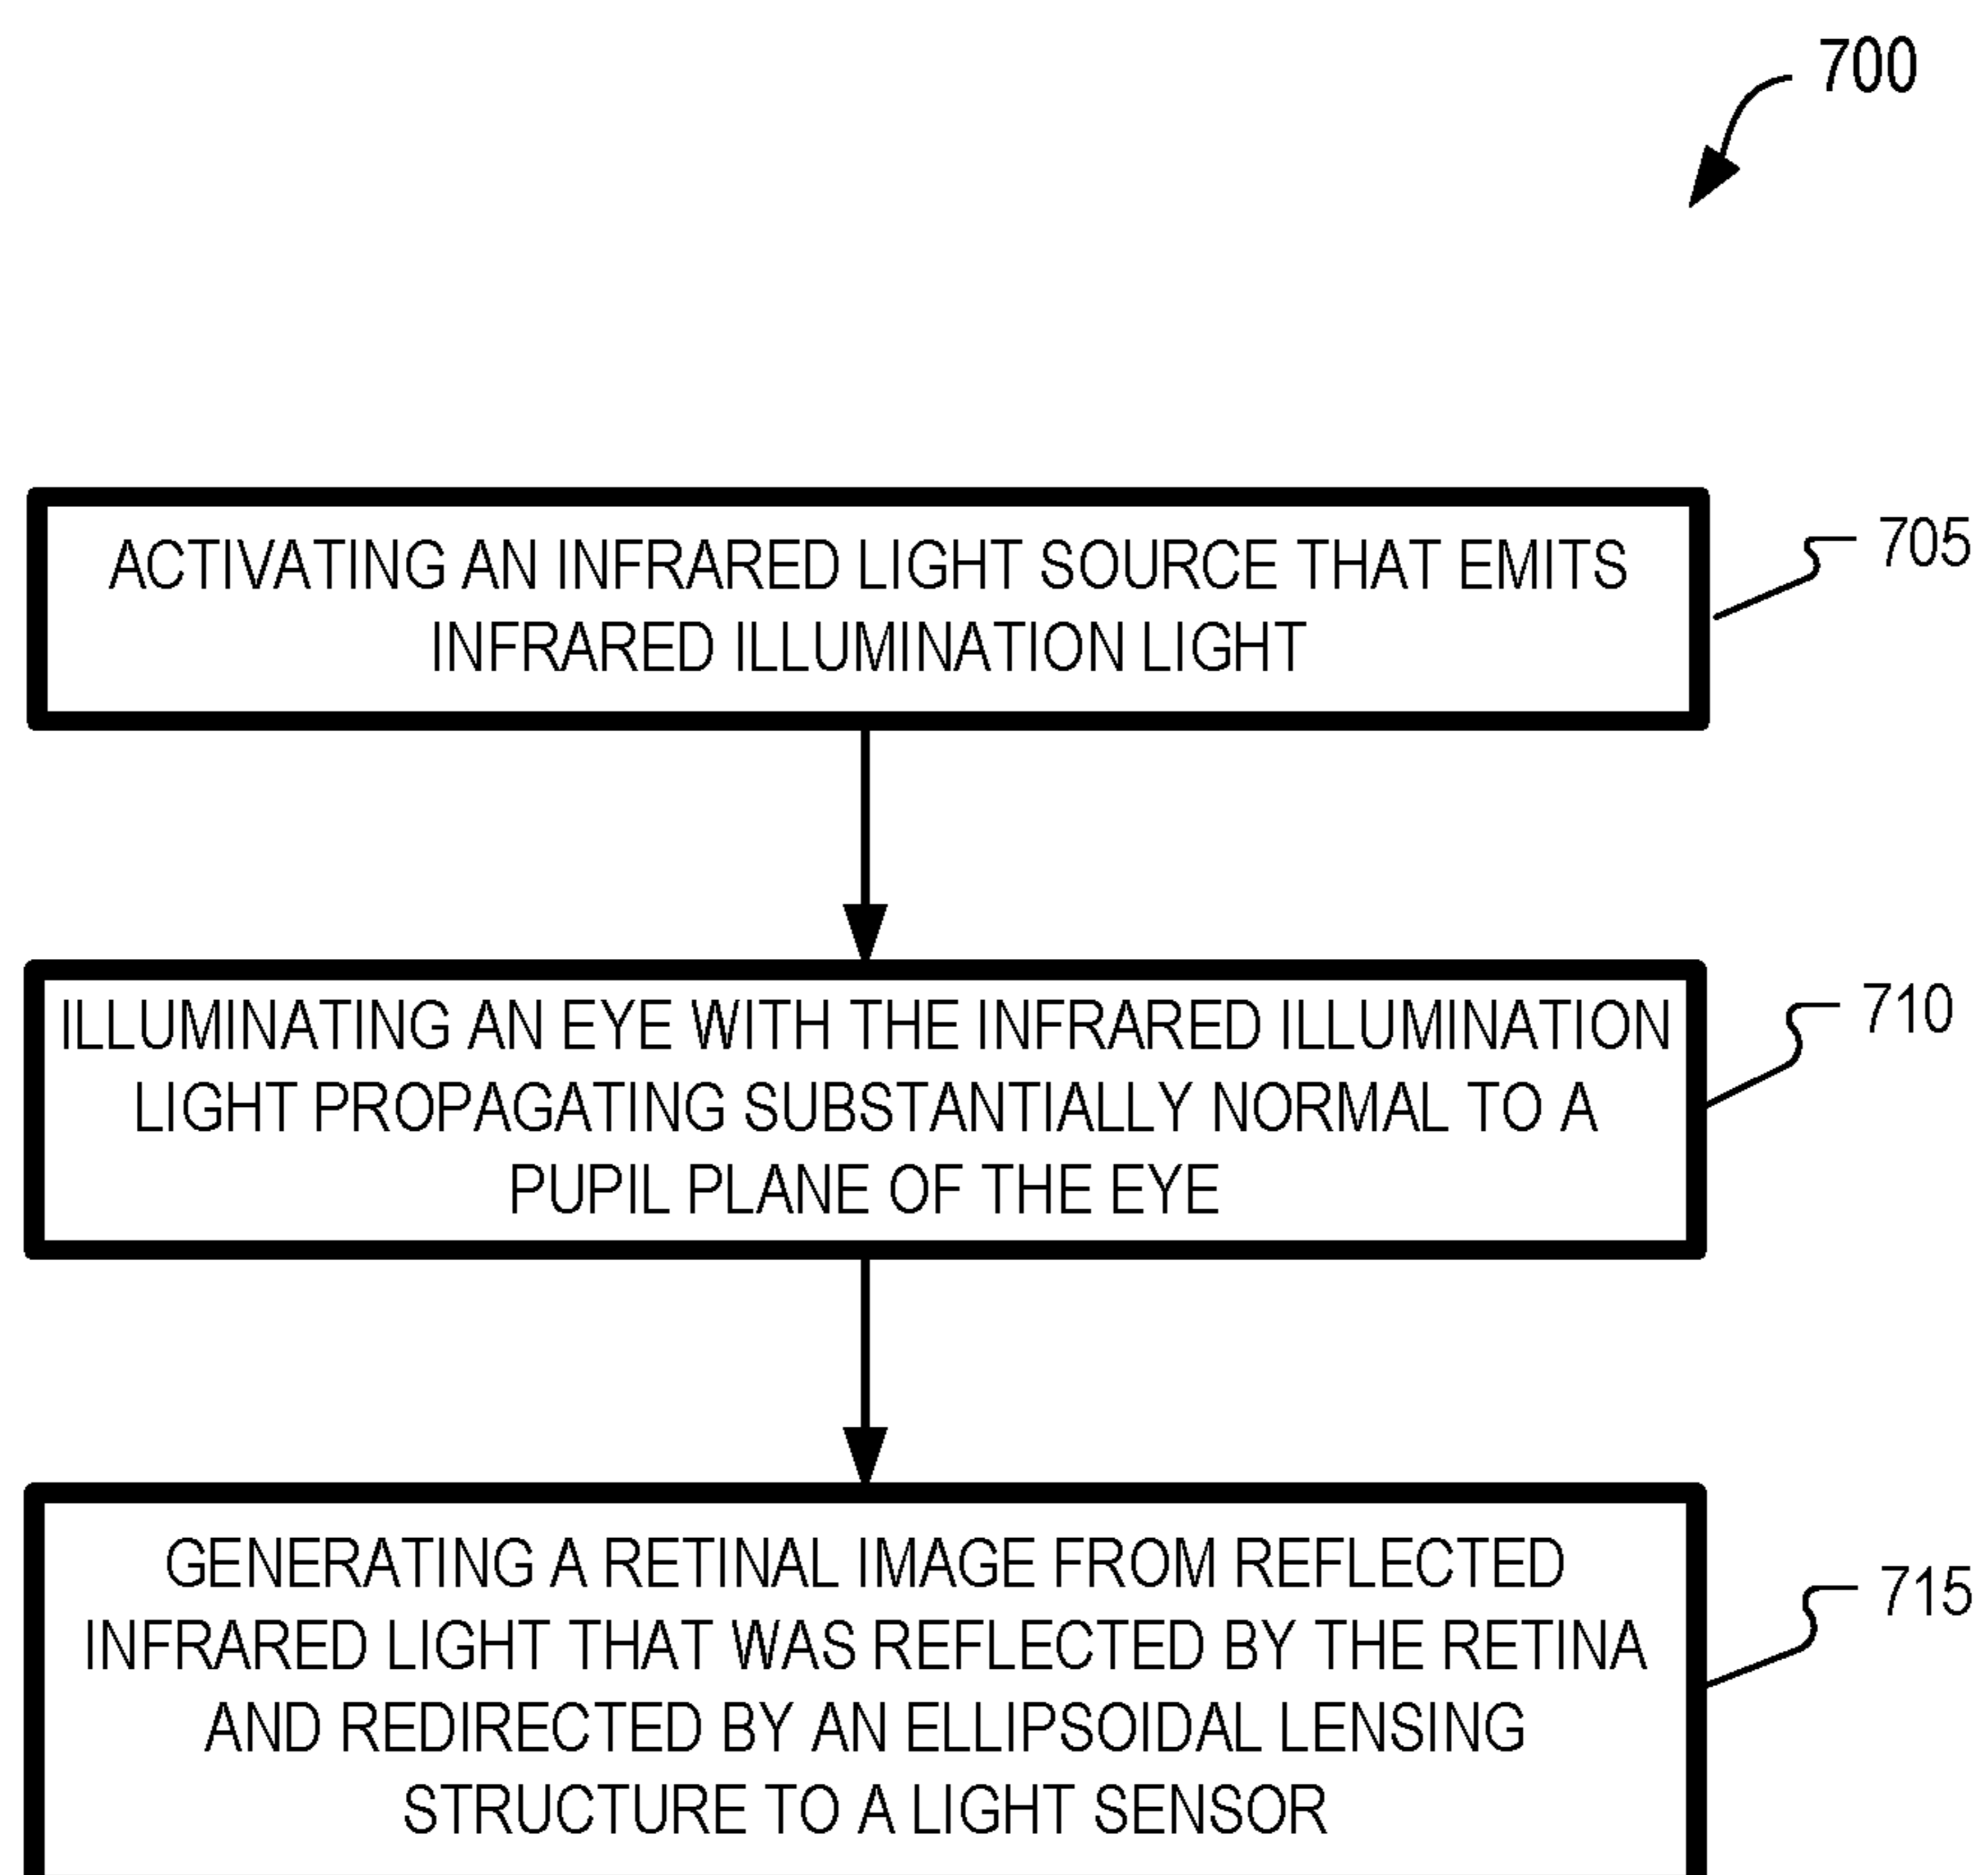 700
ACTIVATING AN INFRARED LIGHT SOURCE THAT EMITS
INFRARED ILLUMINATION LIGHT
705
ILLUMINATING AN EYE WITH THE INFRARED ILLUMINATION
LIGHT PROPAGATING SUBSTANTIALLY NORMAL TO A
PUPIL PLANE OF THE EYE
710
GENERATING A RETINAL IMAGE FROM REFLECTED
INFRARED LIGHT THAT WAS REFLECTED BY THE RETINA
AND REDIRECTED BY AN ELLIPSOIDAL LENSING
STRUCTURE TO A LIGHT SENSOR
715